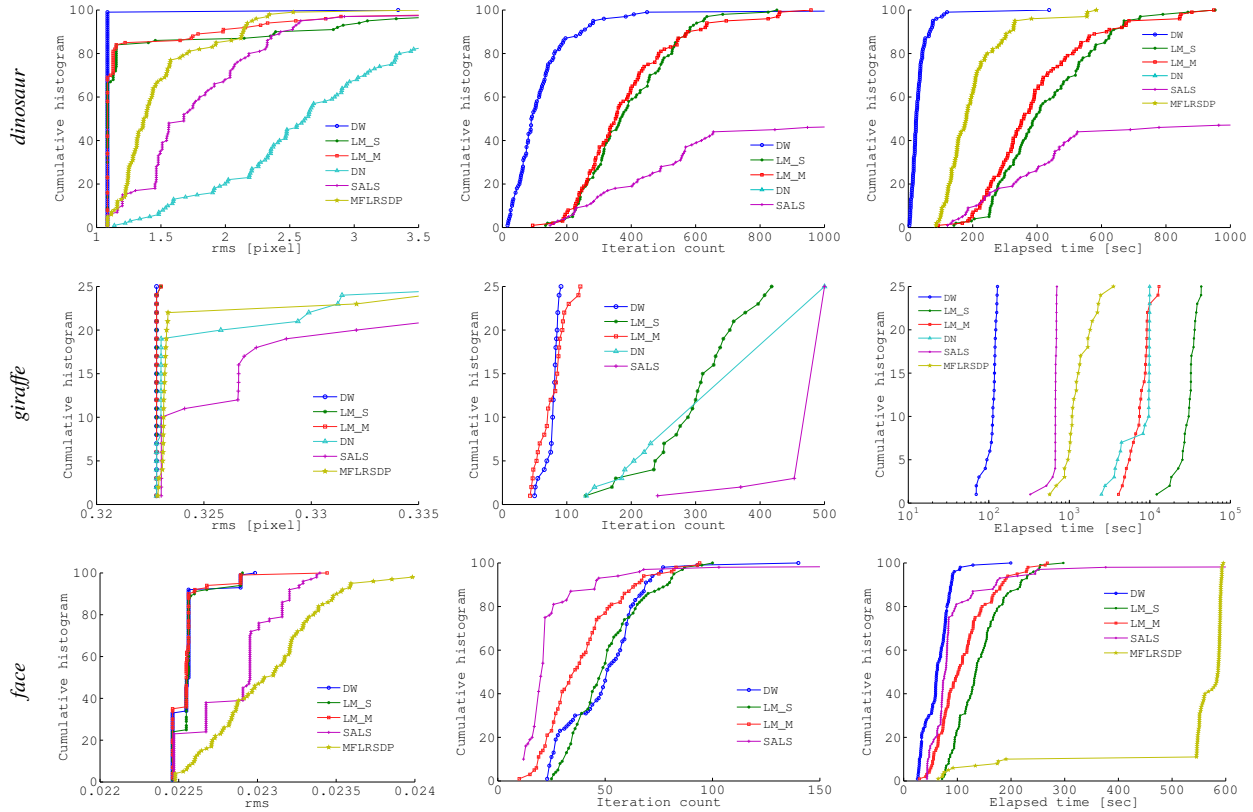 dinosaur
Cumulative histogram
100
80
60
40
20
0
1
1.5
2
2.5
3
3.5
rms [pixel]
DW
LM_S
LM_M
DN
SALS
MFLRSDP
Cumulative histogram
100
80
60
40
20
0
0
200
400
600
800
1000
Iteration count
DW
LM_S
LM_M
DN
SALS
Cumulative histogram
100
80
60
40
20
0
0
200
400
600
800
1000
Elapsed time [sec]
DW
LM_S
LM_M
DN
SALS
MFLRSDP
giraffe
Cumulative histogram
25
20
15
10
5
0
0.32
0.325
0.33
0.335
rms [pixel]
DW
LM_S
LM_M
DN
SALS
MFLRSDP
Cumulative histogram
25
20
15
10
5
0
0
100
200
300
400
500
Iteration count
DW
LM_S
LM_M
DN
SALS
Cumulative histogram
25
20
15
10
5
0
10^1
10^2
10^3
10^4
10^5
Elapsed time [sec]
DW
LM_S
LM_M
DN
SALS
MFLRSDP
face
Cumulative histogram
100
80
60
40
20
0
0.022
0.0225
0.023
0.0235
0.024
rms
DW
LM_S
LM_M
SALS
MFLRSDP
Cumulative histogram
100
80
60
40
20
0
0
50
100
150
Iteration count
DW
LM_S
LM_M
SALS
Cumulative histogram
100
80
60
40
20
0
0
100
200
300
400
500
600
Elapsed time [sec]
DW
LM_S
LM_M
SALS
MFLRSDP